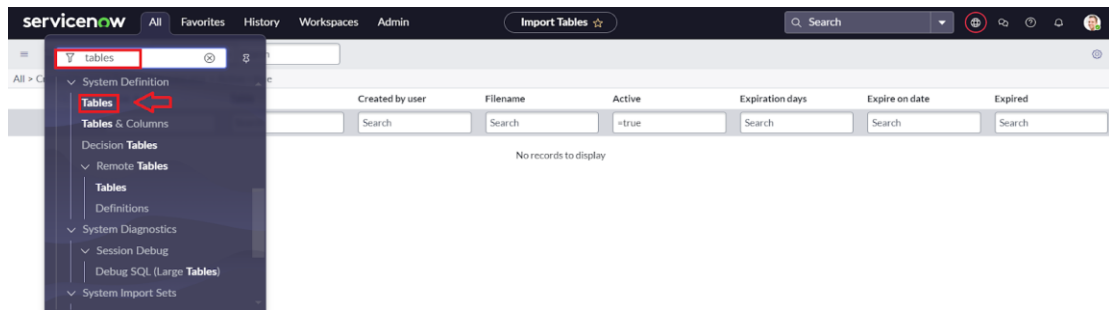 servicenow All Favorites History Workspaces Admin Import Tables Search
tables
All > C
System Definition
Created by user Filename Active Expiration days Expire on date Expired
Tables
Search Search =true Search Search Search
Tables & Columns
Decision Tables
No records to display
Remote Tables
Tables
Definitions
System Diagnostics
Session Debug
Debug SQL (Large Tables)
System Import Sets